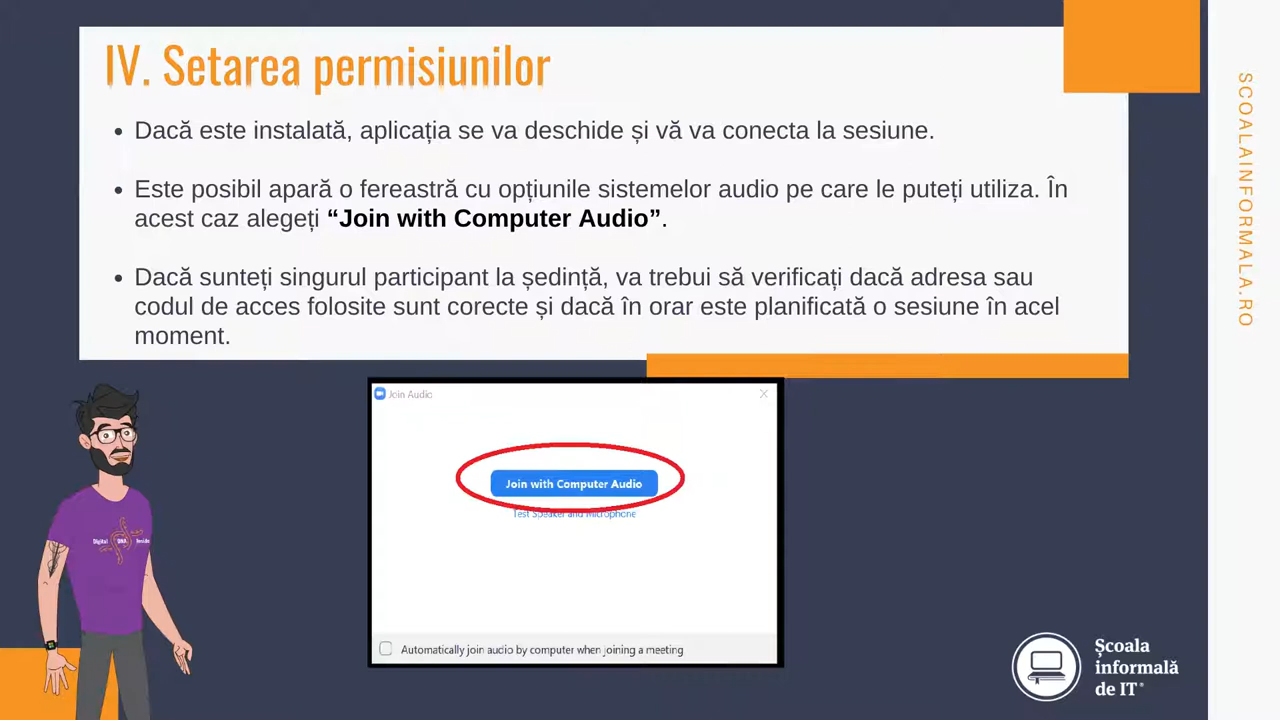 IV. Setarea permisiunilor
• Dacă este instalată, aplicația se va deschide și vă va conecta la sesiune.
• Este posibil apară o fereastră cu opțiunile sistemelor audio pe care le puteți utiliza. În
acest caz alegeți “Join with Computer Audio”.
• Dacă sunteți singurul participant la ședință, va trebui să verificați dacă adresa sau
codul de acces folosite sunt corecte și dacă în orar este planificată o sesiune în acel
moment.
SCOALAINFORMALA.RO
Join Audio
Join with Computer Audio
Test Speaker and Microphone
Automatically join audio by computer when joining a meeting
Digital DNA Inside
Școala
informală
de IT®